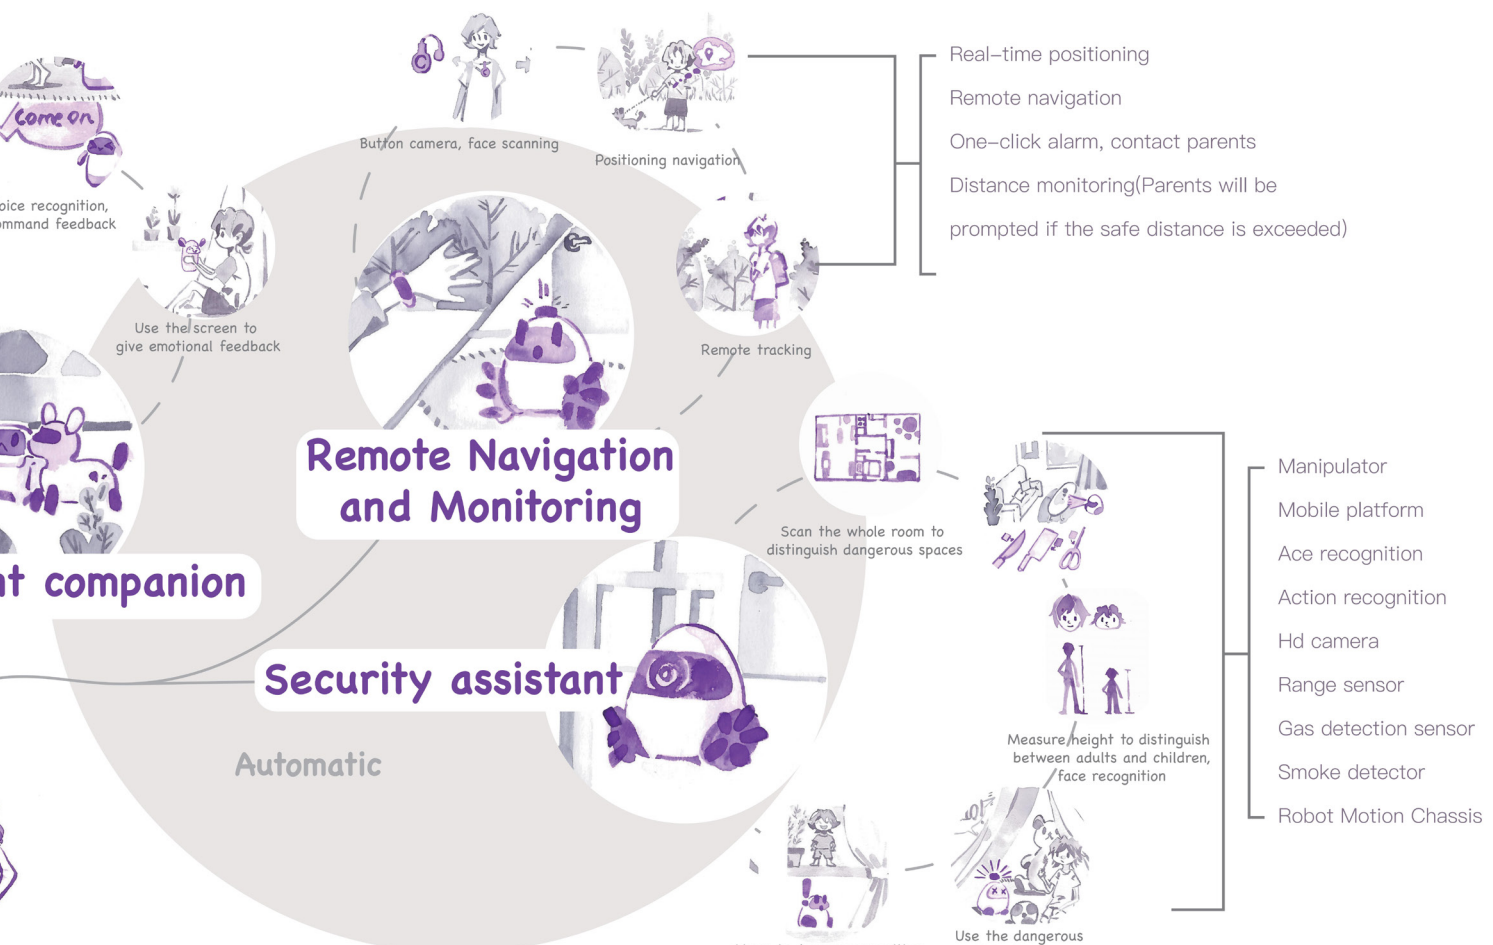 Come on
oice recognition,
ommand feedback
Use the screen to
give emotional feedback
Button camera, face scanning
Positioning navigation
Remote tracking
Real-time positioning
Remote navigation
One-click alarm, contact parents
Distance monitoring(Parents will be
prompted if the safe distance is exceeded)
Remote Navigation
and Monitoring
nt companion
Security assistant
Automatic
Scan the whole room to
distinguish dangerous spaces
Measure height to distinguish
between adults and children,
face recognition
Use the dangerous
Manipulator
Mobile platform
Ace recognition
Action recognition
Hd camera
Range sensor
Gas detection sensor
Smoke detector
Robot Motion Chassis